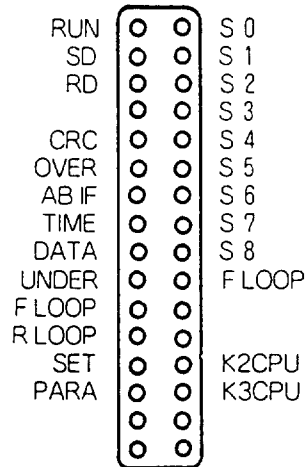 RUN S 0
SD S 1
RD S 2
S 3
CRC S 4
OVER S 5
AB IF S 6
TIME S 7
DATA S 8
UNDER F LOOP
F LOOP
R LOOP
SET K2CPU
PARA K3CPU